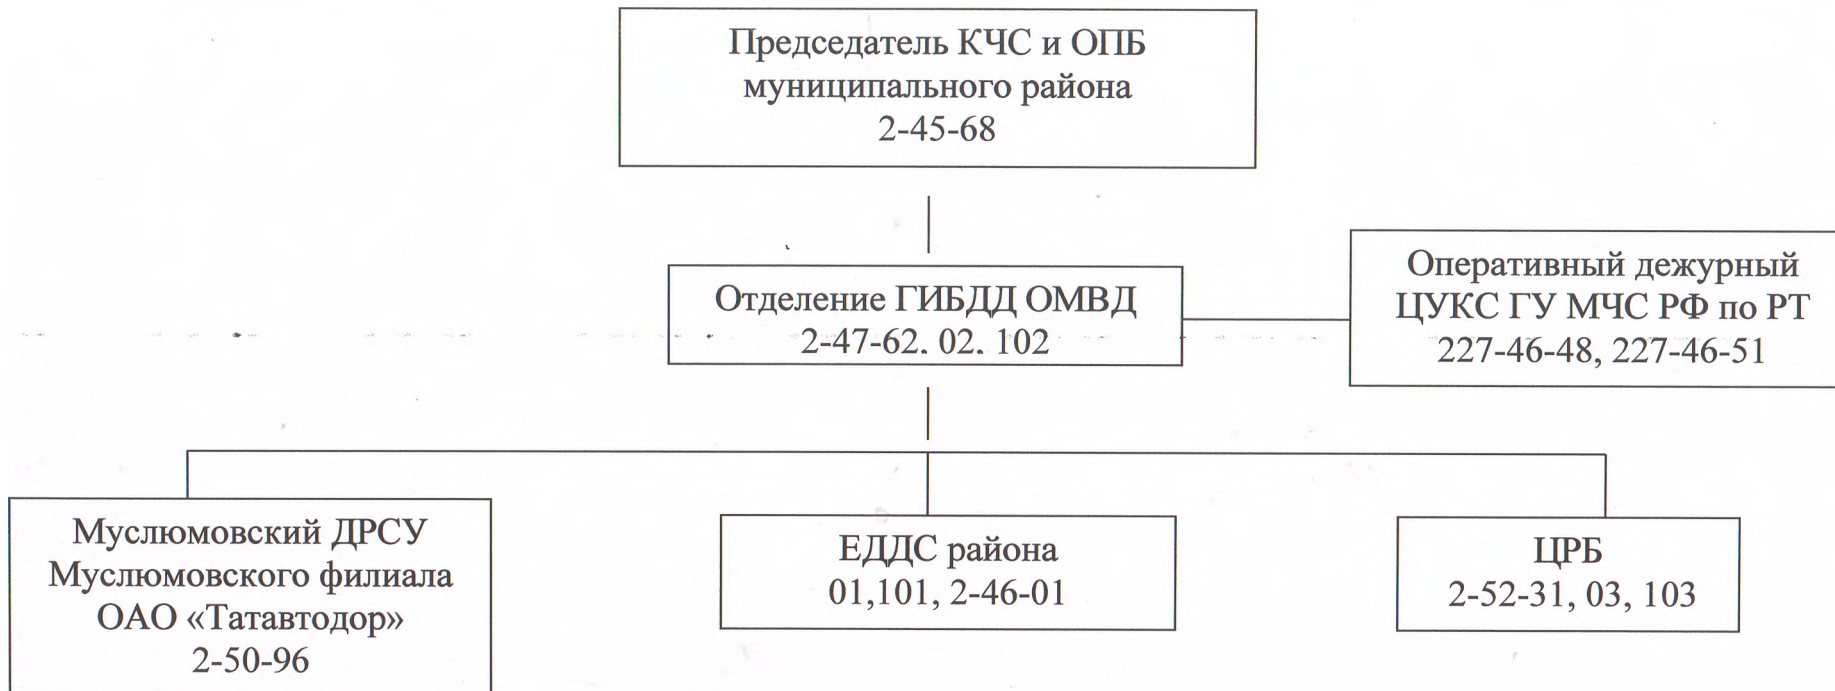 Председатель КЧС и ОПБ
муниципального района
2-45-68
Отделение ГИБДД ОМВД
2-47-62, 02, 102
Оперативный дежурный
ЦУКС ГУ МЧС РФ по РТ
227-46-48, 227-46-51
Муслюмовский ДРСУ
Муслюмовского филиала
ОАО «Татавтодор»
2-50-96
ЕДДС района
01,101, 2-46-01
ЦРБ
2-52-31, 03, 103